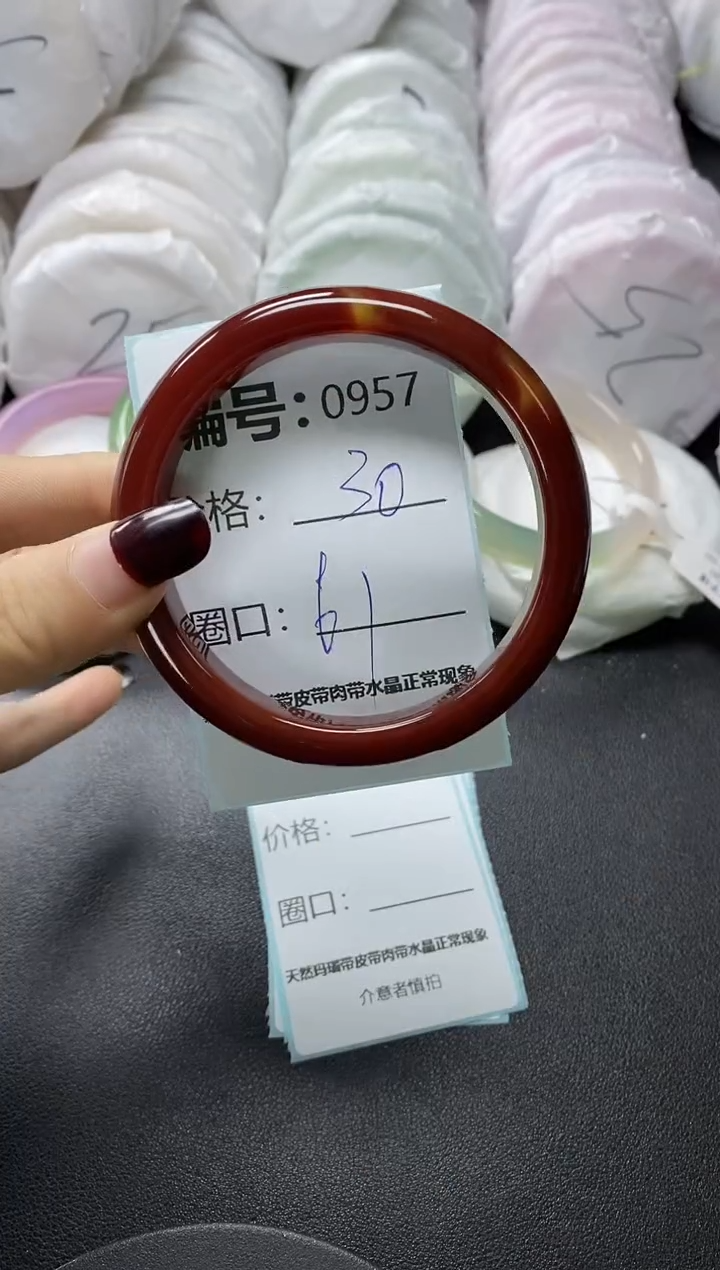 25
编号：0957
价格： 30
圈口： 61
带皮带肉带水晶正常现象
价格：
圈口：
天然玛瑙带皮带肉带水晶正常现象
介意者慎拍